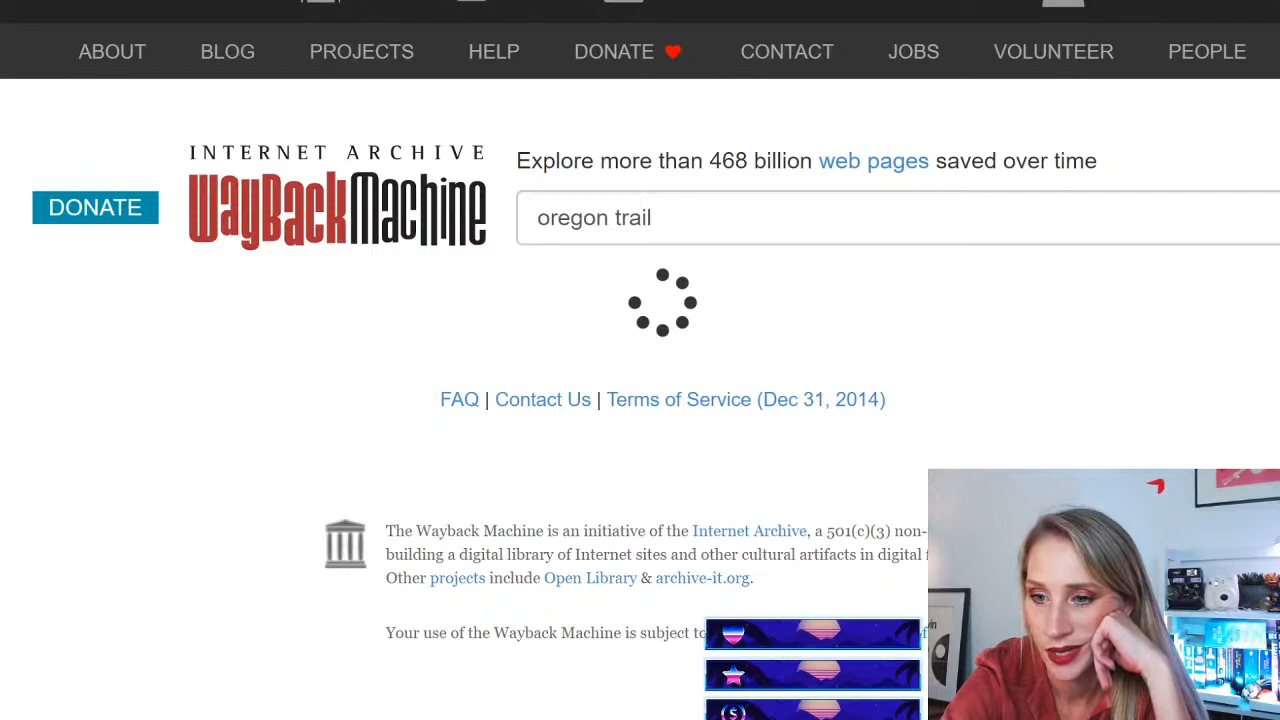 ABOUT BLOG PROJECTS HELP DONATE CONTACT JOBS VOLUNTEER PEOPLE
INTERNET ARCHIVE
WayBackMachine
DONATE
Explore more than 468 billion web pages saved over time
oregon trail
FAQ | Contact Us | Terms of Service (Dec 31, 2014)
The Wayback Machine is an initiative of the Internet Archive, a 501(c)(3) non-
building a digital library of Internet sites and other cultural artifacts in digital
Other projects include Open Library & archive-it.org.
Your use of the Wayback Machine is subject to